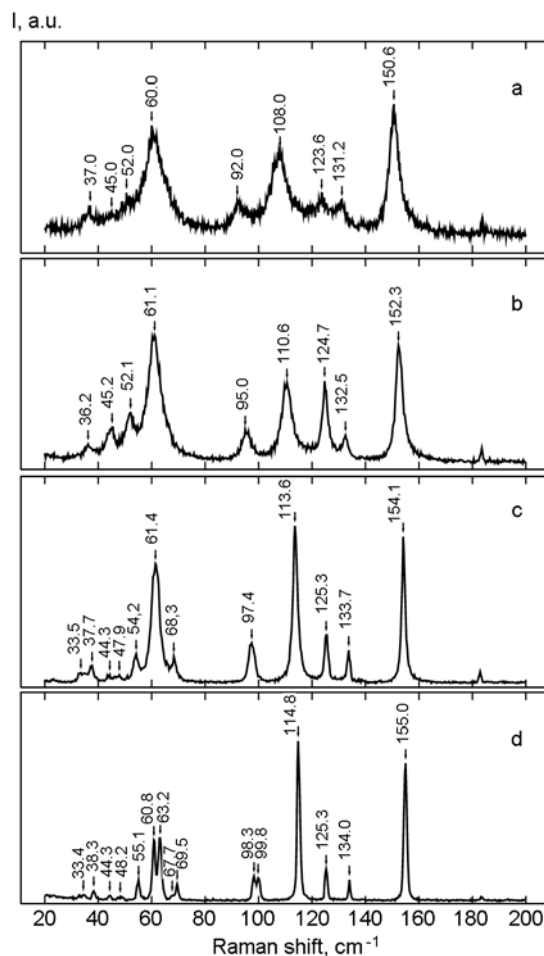 I, a.u.
a
37.0 45.0 52.0 60.0 92.0 108.0 123.6 131.2 150.6
b
36.2 45.2 52.1 61.1 95.0 110.6 124.7 132.5 152.3
c
33.5 37.7 44.3 47.9 54,2 61.4 68,3 97.4 113.6 125.3 133.7 154.1
d
33.4 38.3 44.3 48.2 55.1 60.8 63.2 67.7 69.5 98.3 99.8 114.8 125.3 134.0 155.0
20 40 60 80 100 120 140 160 180 200
Raman shift, cm⁻¹